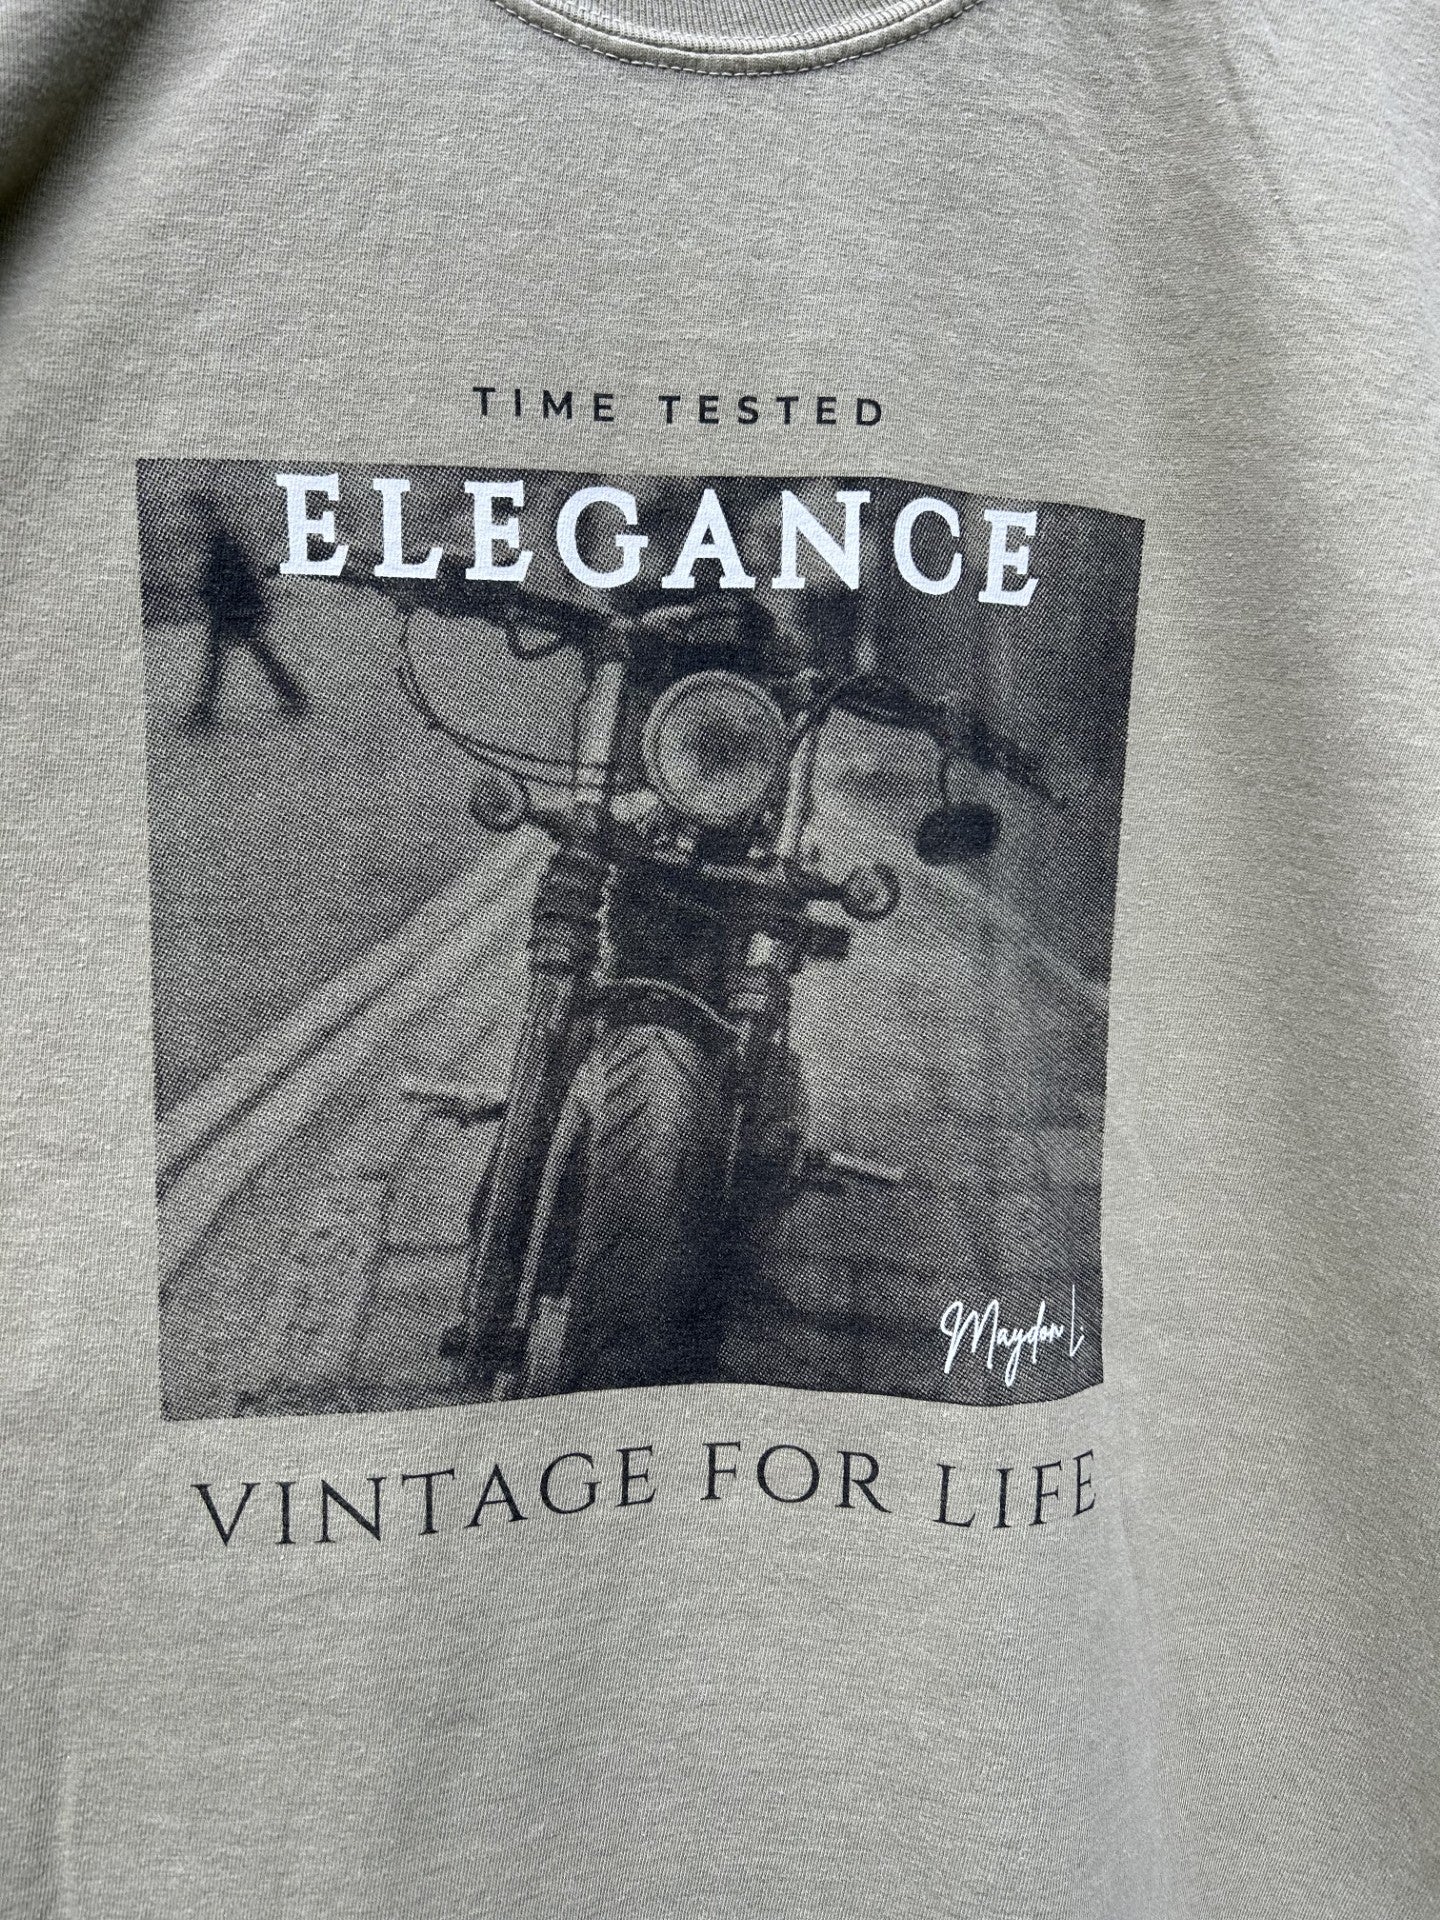 TIME TESTED
ELEGANCE
Maydon L.
VINTAGE FOR LIFE